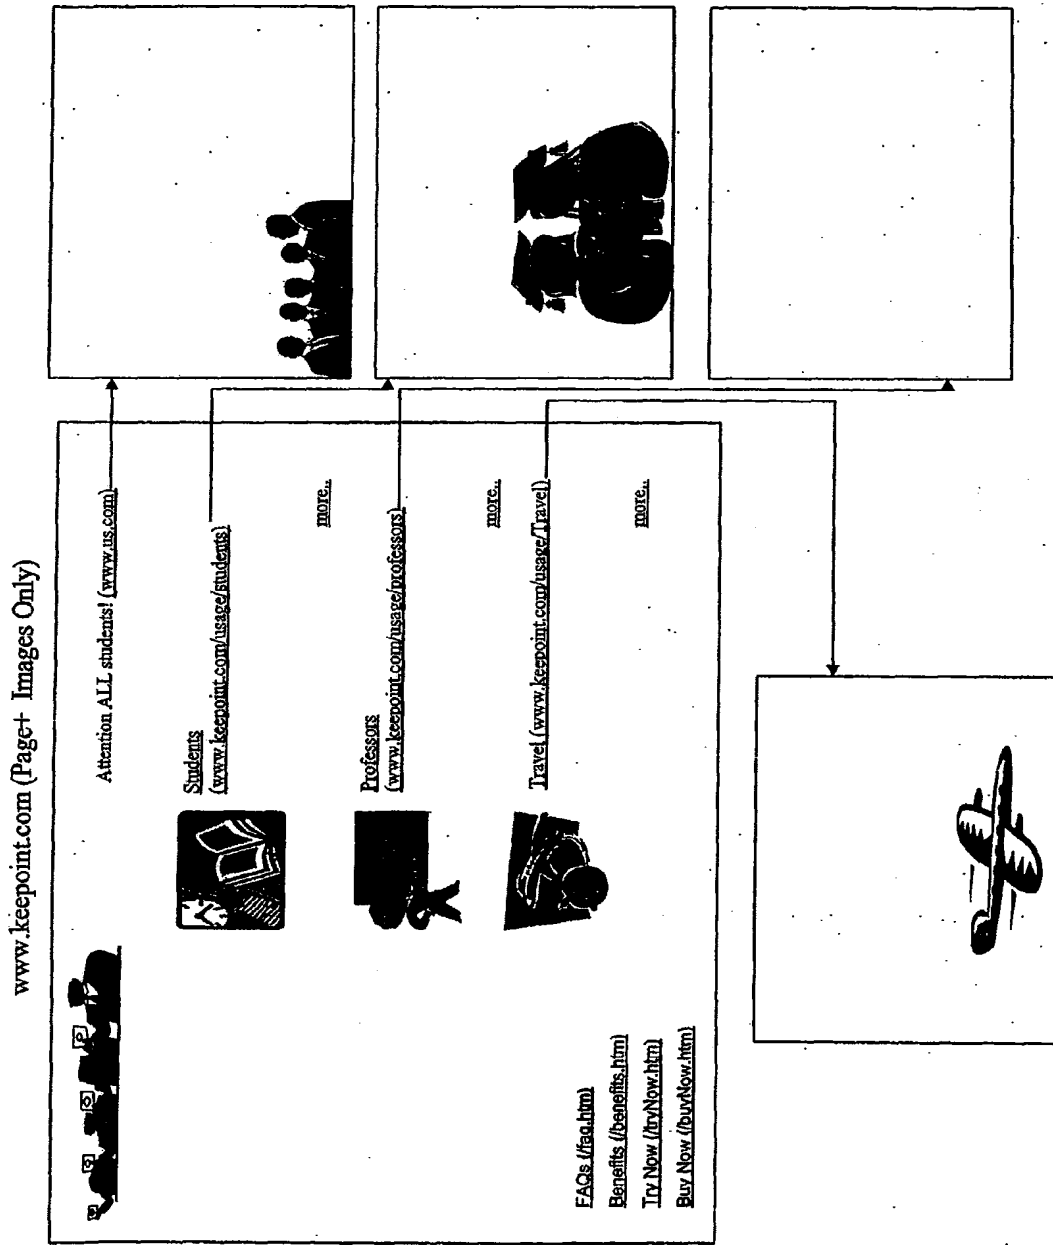 www.keepoint.com (Page+ Images Only)
Attention ALL students! (www.us.com)
Students
(www.keepoint.com/usage/students)
more..
Professors
(www.keepoint.com/usage/professors)
more..
Travel (www.keepoint.com/usage/Travel)
more..
FAQs (/faq.htm)
Benefits (/benefits.htm)
Try Now (/tryNow.htm)
Buy Now (/buyNow.htm)